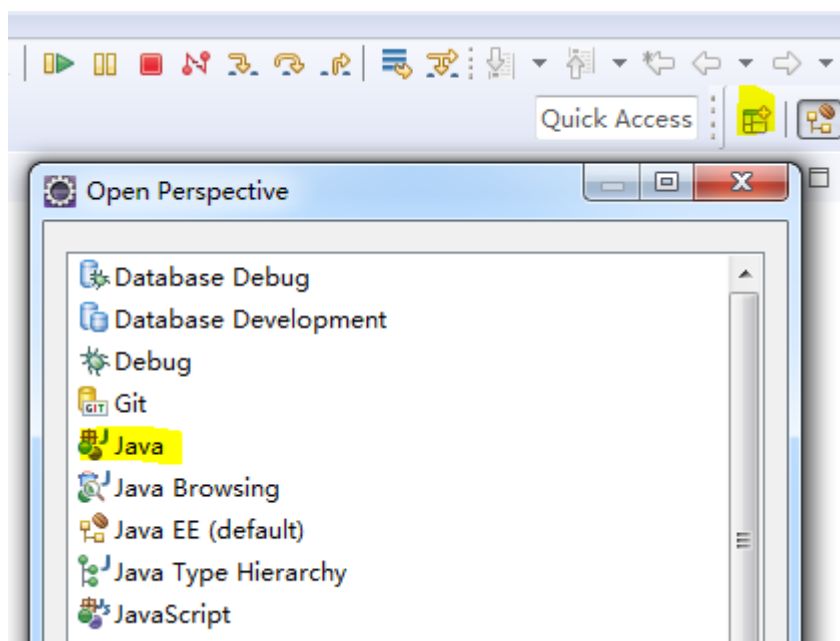 Quick Access
Open Perspective
Database Debug
Database Development
Debug
GIT Git
Java
Java Browsing
Java EE (default)
Java Type Hierarchy
JavaScript